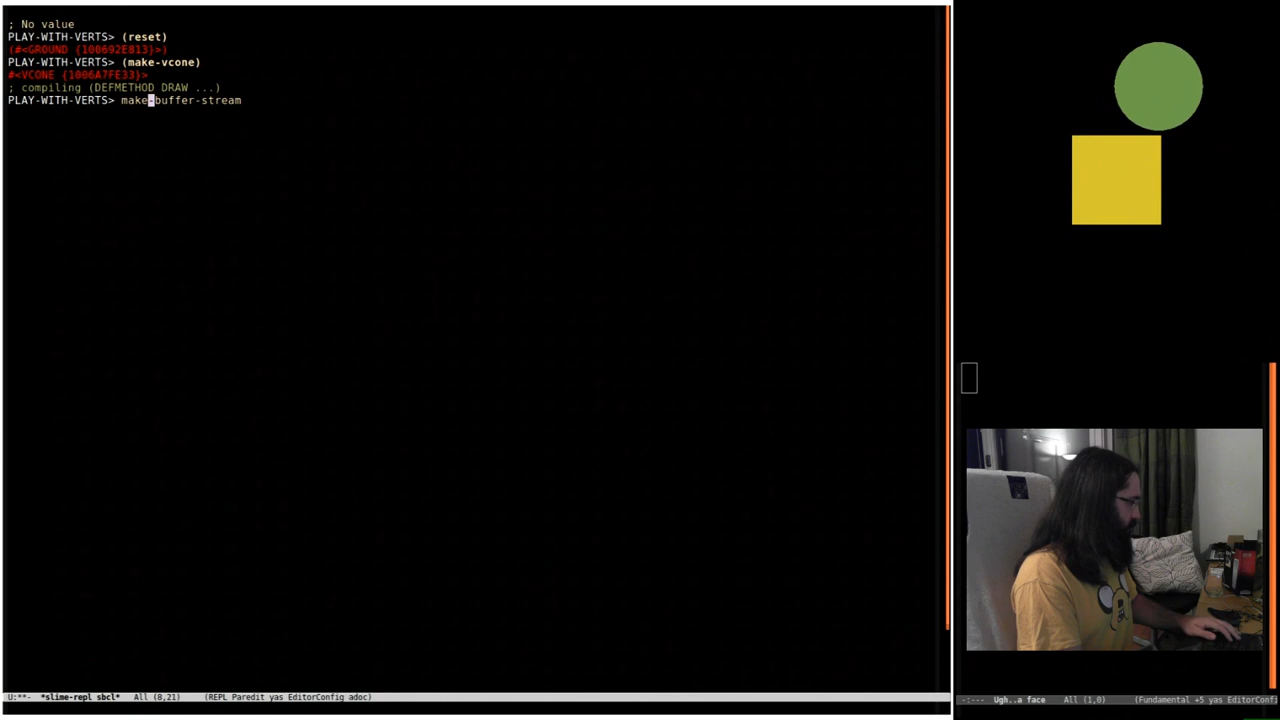 ; No value
PLAY-WITH-VERTS> (reset)
(#<GROUND {100692E813}>)
PLAY-WITH-VERTS> (make-vcone)
#<VCONE {1006A7FE33}>
; compiling (DEFMETHOD DRAW ...)
PLAY-WITH-VERTS> make-buffer-stream
U:**-  *slime-repl sbcl*   All (8,21)    (REPL Paredit yas EditorConfig adoc)
-:---  Ugh..a face   All (1,0)    (Fundamental +5 yas EditorConf